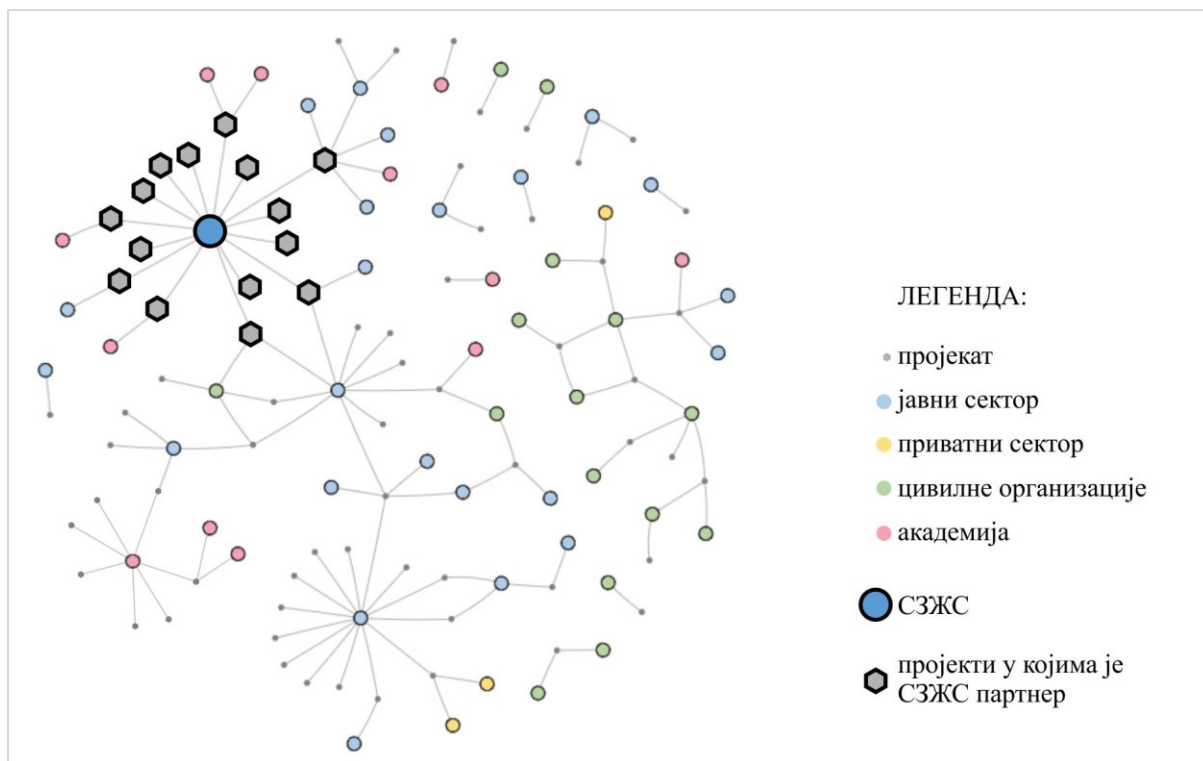 ЛЕГЕНДА:
пројекат
јавни сектор
приватни сектор
цивилне организације
академија
СЗЖС
пројекти у којима је
СЗЖС партнер